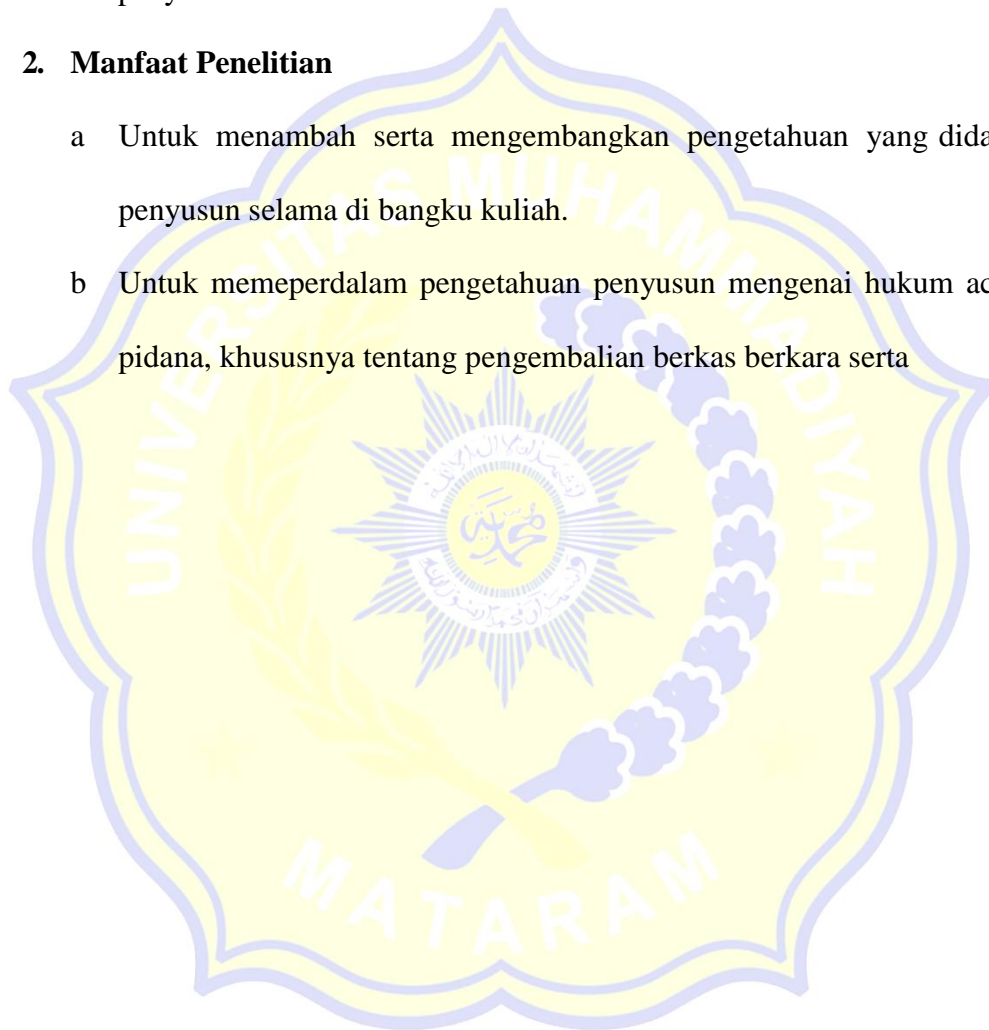 2. Manfaat Penelitian
a Untuk menambah serta mengembangkan pengetahuan yang
penyusun selama di bangku kuliah.
b Untuk memeperdalam pengetahuan penyusun mengenai hukum
pidana, khususnya tentang pengembalian berkas berkara serta
UNIVERSITAS MUHAMMADIYAH
MATARAM